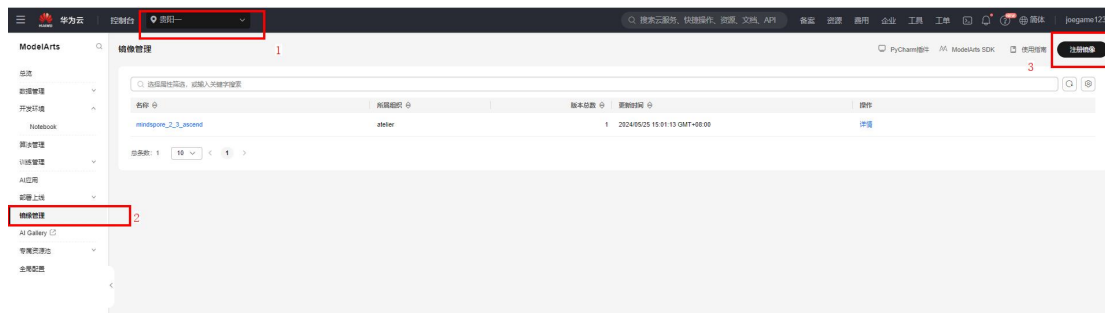 HUAWEI 华为云 控制台 贵阳一 搜索云服务、快捷操作、资源、文档、API 备案 资源 费用 企业 工具 工单 简体 joegame123
ModelArts 镜像管理 1 PyCharm插件 ModelArts SDK 使用指南 注册镜像
3
总览
数据管理 选择属性筛选，或输入关键字搜索
开发环境 名称 所属组织 版本总数 更新时间 操作
Notebook mindspore_2_3_ascend atelier 1 2024/05/25 15:01:13 GMT+08:00 详情
算法管理
训练管理 总条数：1 10 1
AI应用
部署上线
镜像管理 2
AI Gallery
专属资源池
全局配置